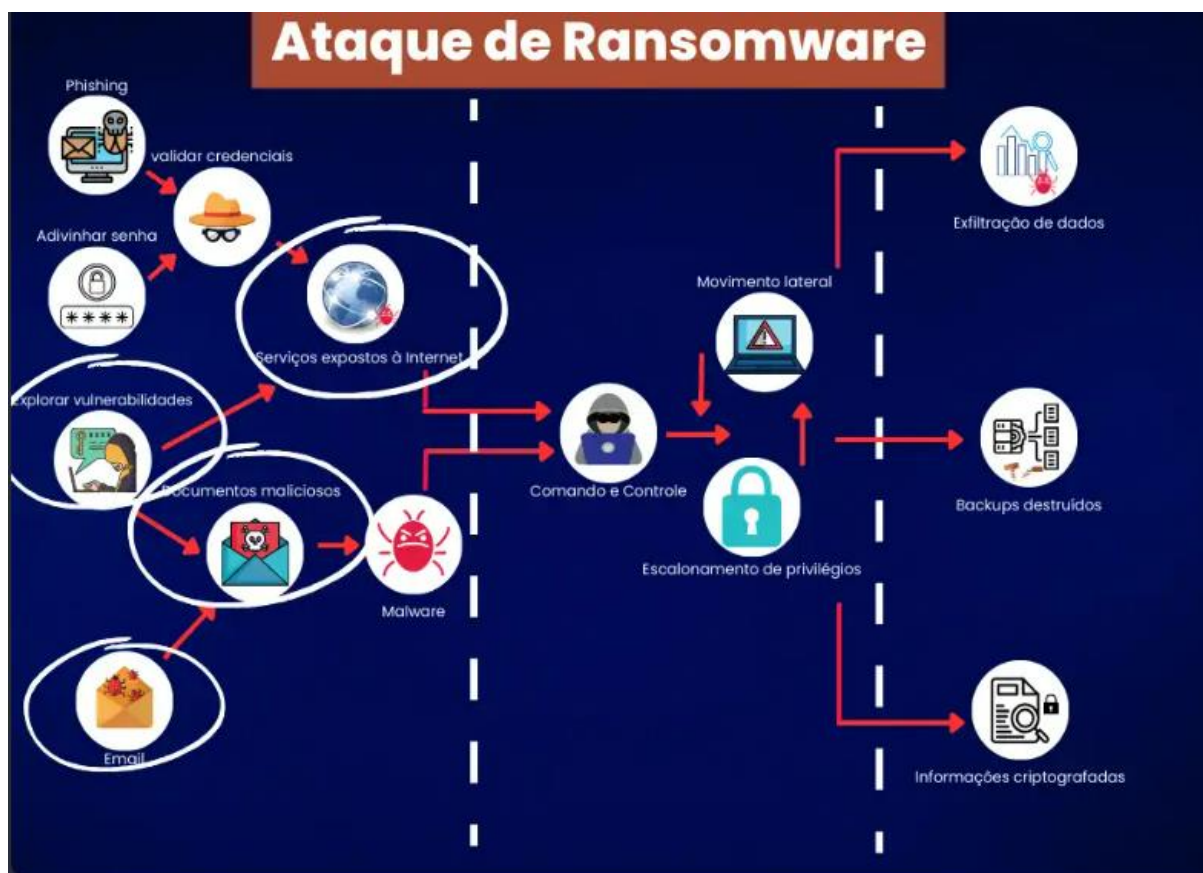 Ataque de Ransomware
Phishing
validar credenciais
Adivinhar senha
* * * *
Serviços expostos à Internet
Explorar vulnerabilidades
Documentos maliciosos
Malware
Email
Comando e Controle
Movimento lateral
Escalonamento de privilégios
Exfiltração de dados
Backups destruídos
Informações criptografadas